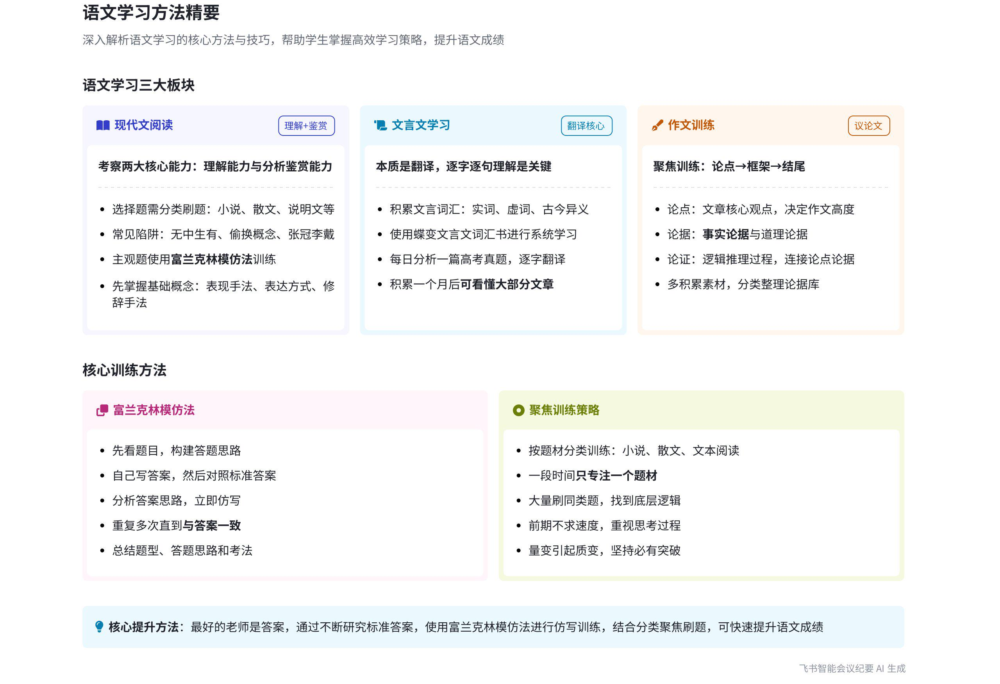 语文学习方法精要
深入解析语文学习的核心方法与技巧，帮助学生掌握高效学习策略，提升语文成绩
语文学习三大板块
现代文阅读
理解+鉴赏
考察两大核心能力：理解能力与分析鉴赏能力
选择题需分类刷题：小说、散文、说明文等
常见陷阱：无中生有、偷换概念、张冠李戴
主观题使用富兰克林模仿法训练
先掌握基础概念：表现手法、表达方式、修
辞手法
文言文学习
翻译核心
本质是翻译，逐字逐句理解是关键
积累文言词汇：实词、虚词、古今异义
使用蝶变文言文词汇书进行系统学习
每日分析一篇高考真题，逐字翻译
积累一个月后可看懂大部分文章
作文训练
议论文
聚焦训练：论点→框架→结尾
论点：文章核心观点，决定作文高度
论据：事实论据与道理论据
论证：逻辑推理过程，连接论点论据
多积累素材，分类整理论据库
核心训练方法
富兰克林模仿法
先看题目，构建答题思路
自己写答案，然后对照标准答案
分析答案思路，立即仿写
重复多次直到与答案一致
总结题型、答题思路和考法
聚焦训练策略
按题材分类训练：小说、散文、文本阅读
一段时间只专注一个题材
大量刷同类题，找到底层逻辑
前期不求速度，重视思考过程
量变引起质变，坚持必有突破
核心提升方法：最好的老师是答案，通过不断研究标准答案，使用富兰克林模仿法进行仿写训练，结合分类聚焦刷题，可快速提升语文成绩
飞书智能会议纪要 AI 生成